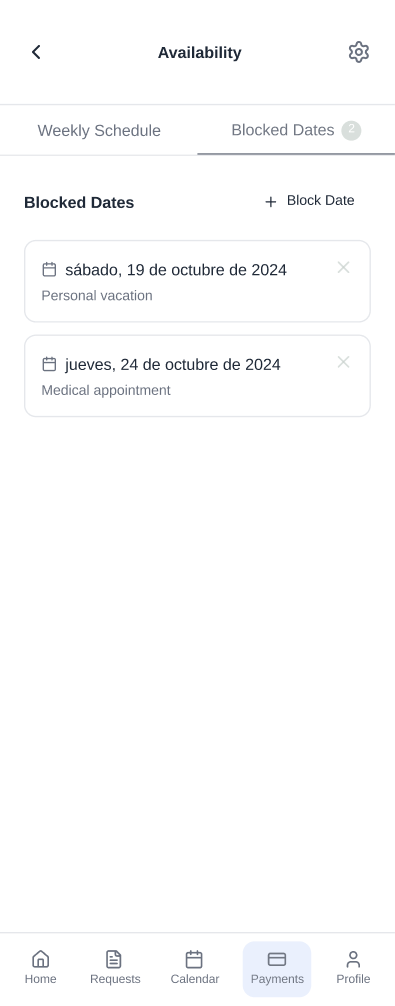 Availability
Weekly Schedule
Blocked Dates 2
Blocked Dates
Block Date
sábado, 19 de octubre de 2024
Personal vacation
jueves, 24 de octubre de 2024
Medical appointment
Home
Requests
Calendar
Payments
Profile